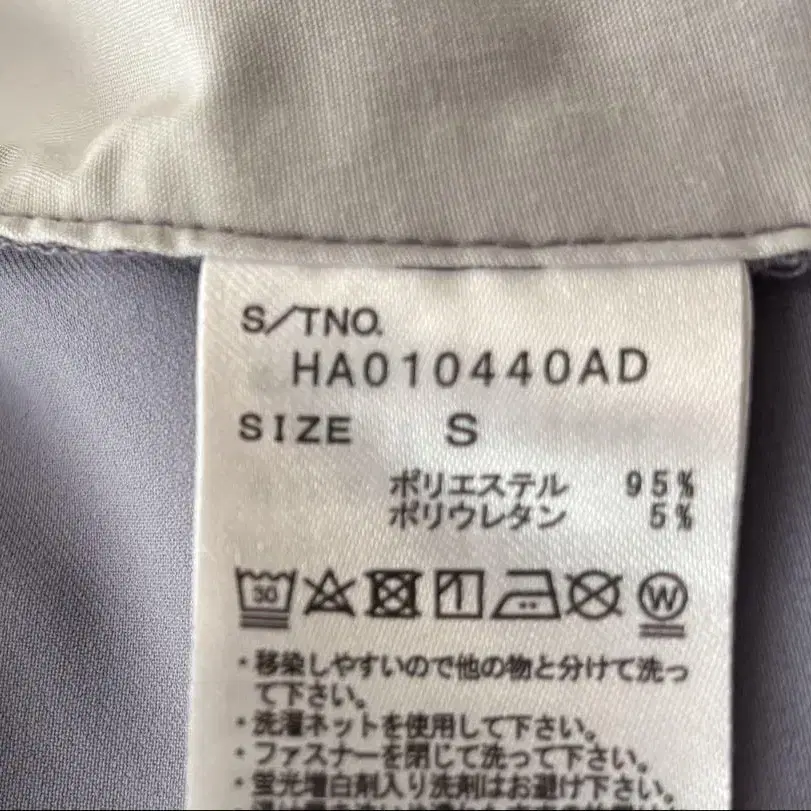 S/TNO.
HA010440AD
SIZE S
ポリエステル 95%
ポリウレタン 5%
30 W
・移染しやすいので他の物と分けて洗っ
て下さい。
・洗濯ネットを使用して下さい。
・ファスナーを閉じて洗って下さい。
・蛍光増白剤入り洗剤はお避け下さい。